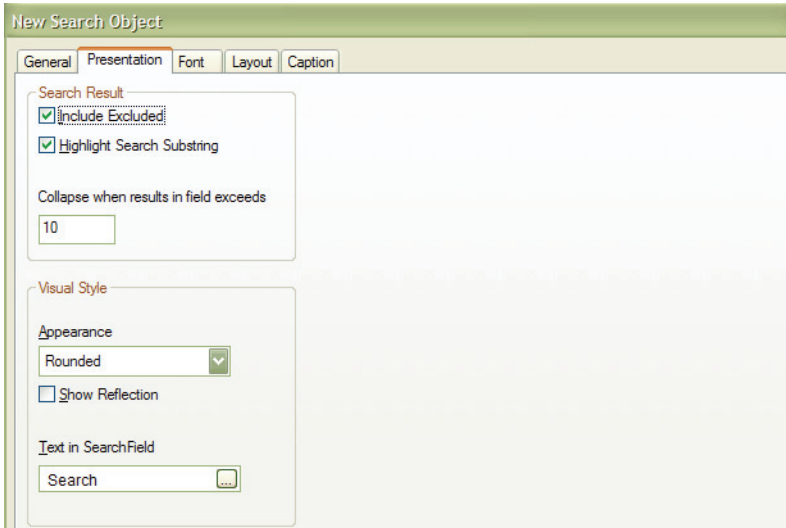 New Search Object
General Presentation Font Layout Caption
Search Result
Include Excluded
Highlight Search Substring
Collapse when results in field exceeds
10
Visual Style
Appearance
Rounded
Show Reflection
Text in SearchField
Search ...